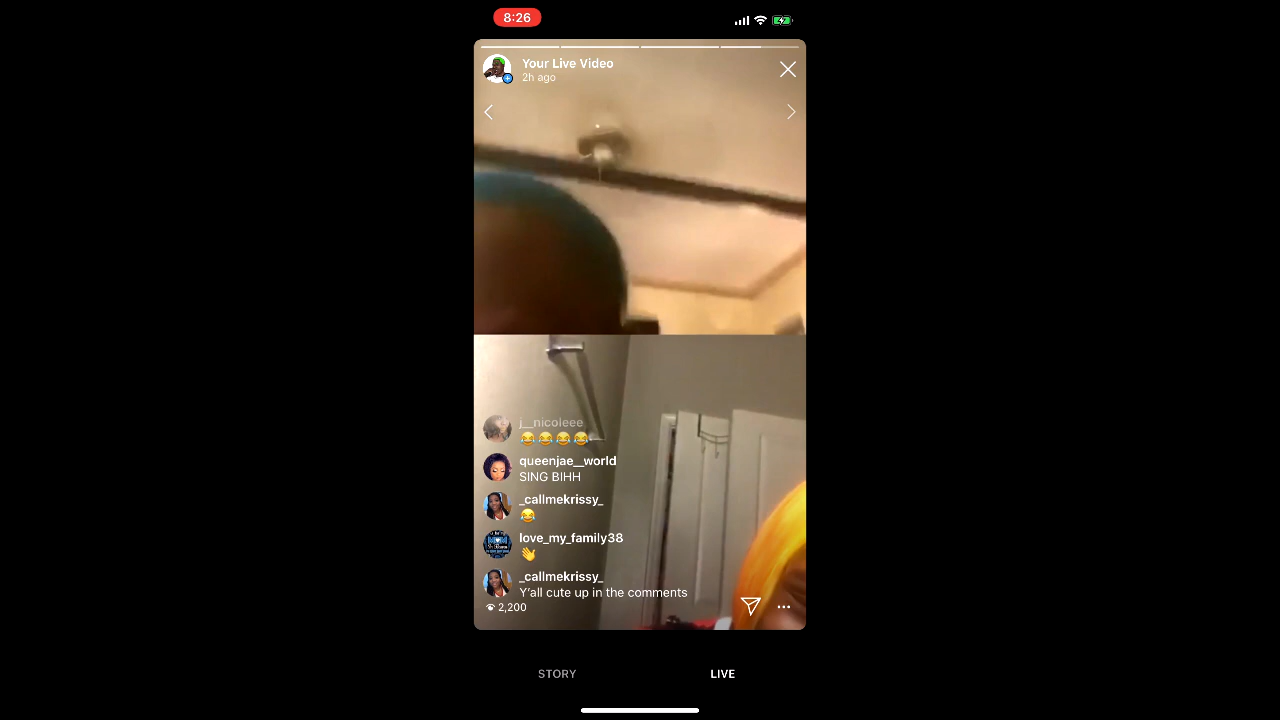 8:26
Your Live Video
2h ago
j__nicoleee
😂😂😂😂
queenjae__world
SING BIHH
_callmekrissy_
😂
love_my_family38
👋
_callmekrissy_
Y'all cute up in the comments
2,200
STORY
LIVE